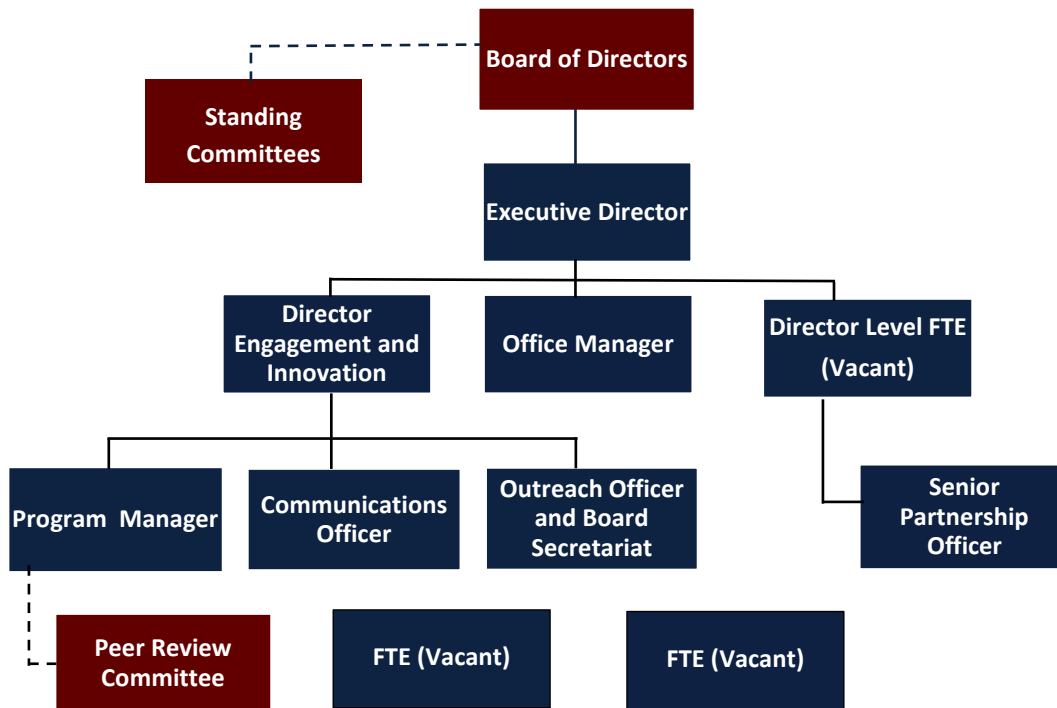 Board of Directors
Standing
Committees
Executive Director
Director
Engagement and
Innovation
Office Manager
Director Level FTE
(Vacant)
Program  Manager
Communications
Officer
Outreach Officer
and Board
Secretariat
Senior
Partnership
Officer
Peer Review
Committee
FTE (Vacant)
FTE (Vacant)